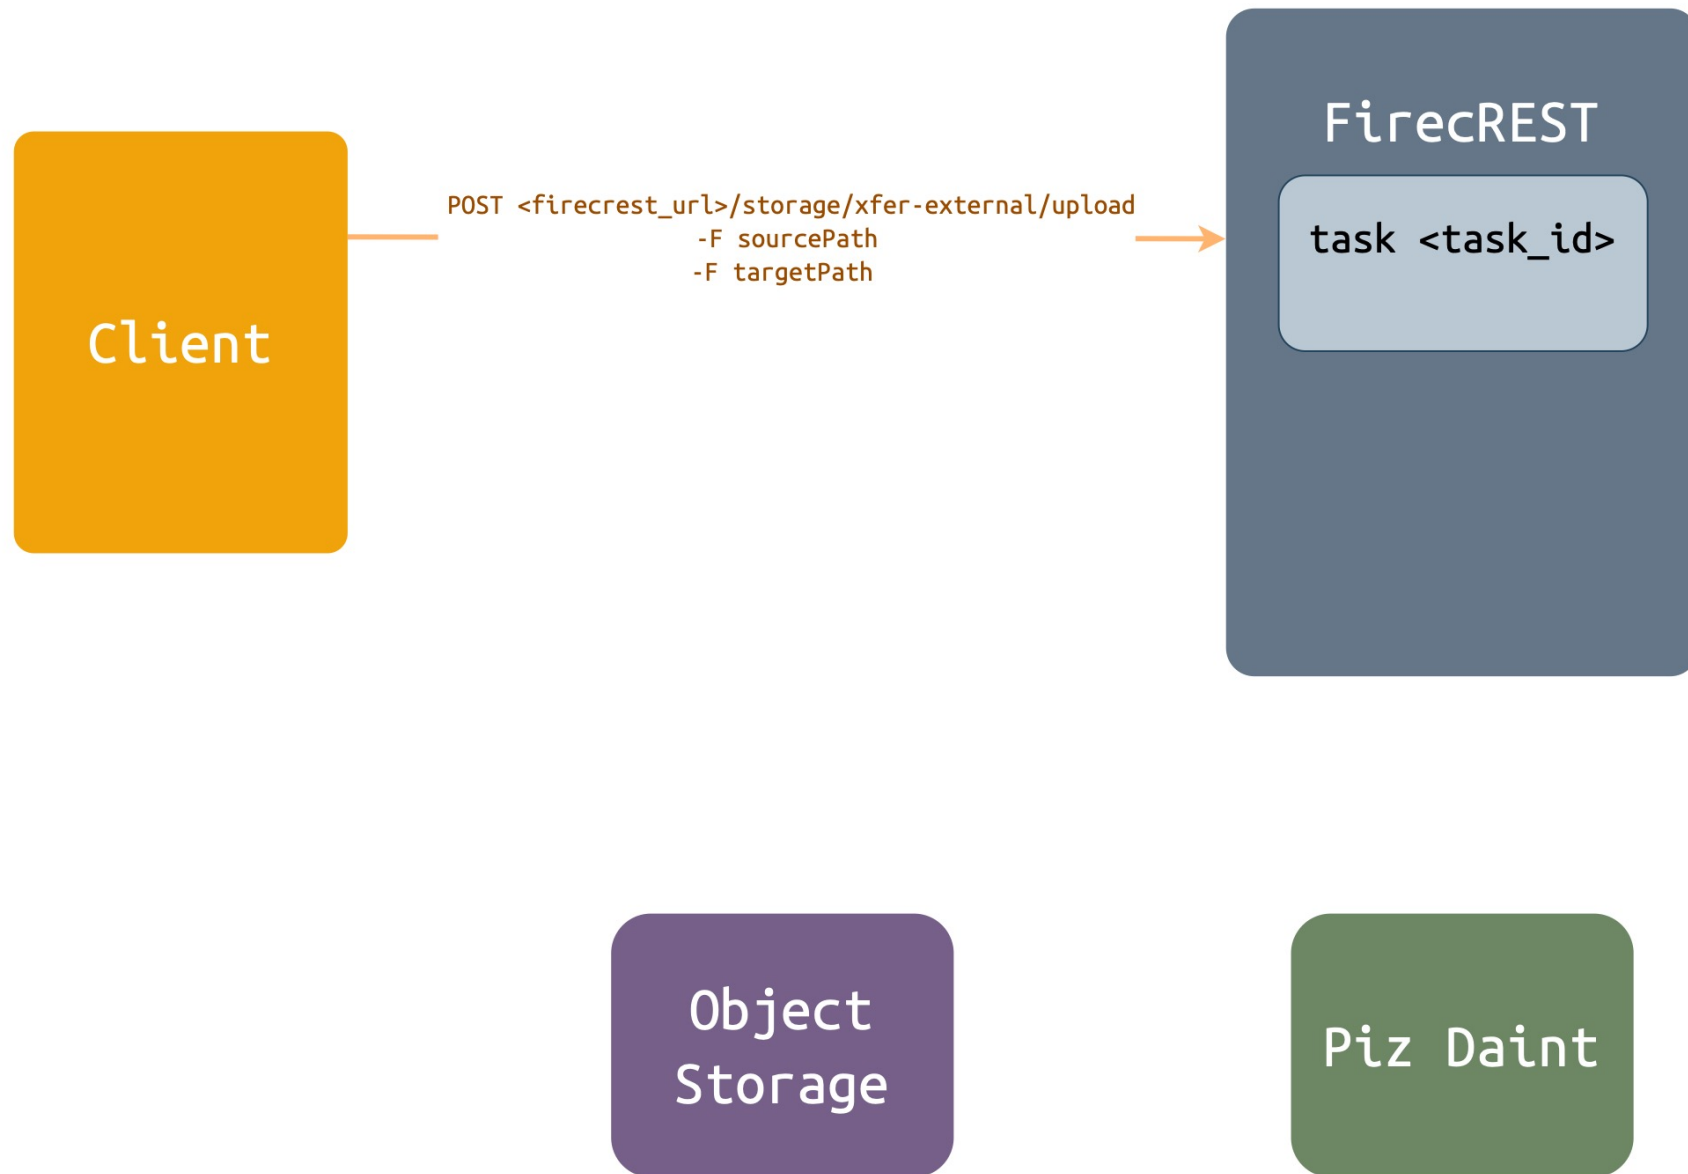 FirecREST
POST <firecrest_url>/storage/xfer-external/upload
-F sourcePath
-F targetPath
task <task_id>
Client
Object
Storage
Piz Daint